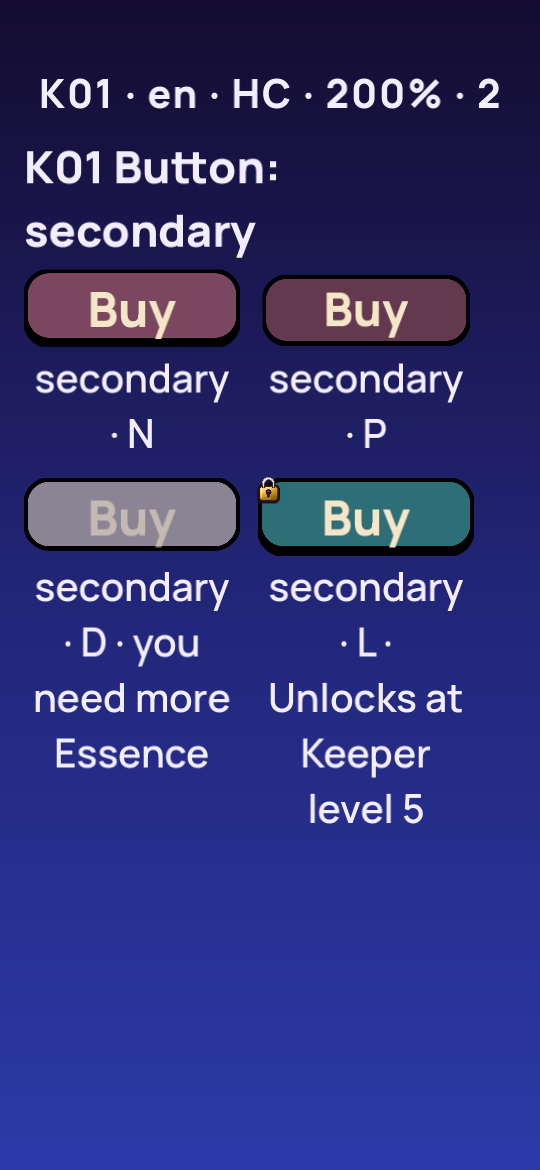 K01 · en · HC · 200% · 2
K01 Button:
secondary
Buy
Buy
secondary
· N
secondary
· P
Buy
Buy
secondary
· D · you
need more
Essence
secondary
· L ·
Unlocks at
Keeper
level 5